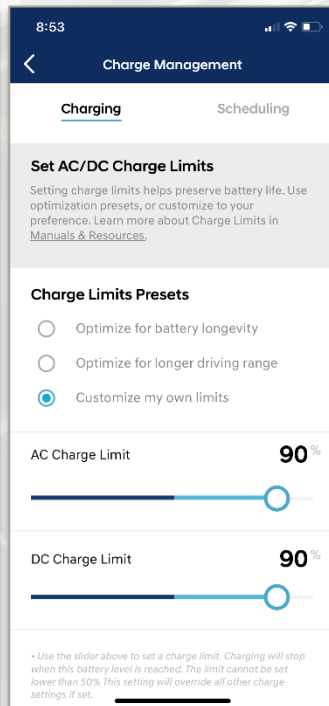 8:53
Charge Management
Charging Scheduling
Set AC/DC Charge Limits
Setting charge limits helps preserve battery life. Use
optimization presets, or customize to your
preference. Learn more about Charge Limits in
Manuals & Resources.
Charge Limits Presets
Optimize for battery longevity
Optimize for longer driving range
Customize my own limits
AC Charge Limit 90%
DC Charge Limit 90%
• Use the slider above to set a charge limit. Charging will stop
when this battery level is reached. The limit cannot be set
lower than 50% This setting will override all other charge
settings if set.